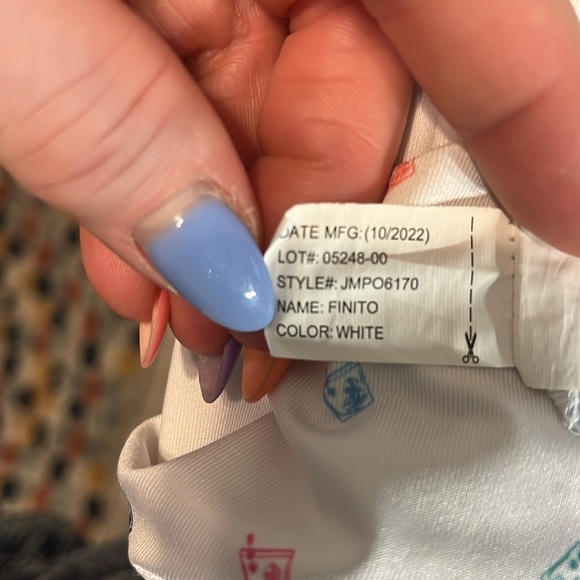 DATE MFG:(10/2022)
LOT#: 05248-00
STYLE#: JMPO6170
NAME: FINITO
COLOR: WHITE